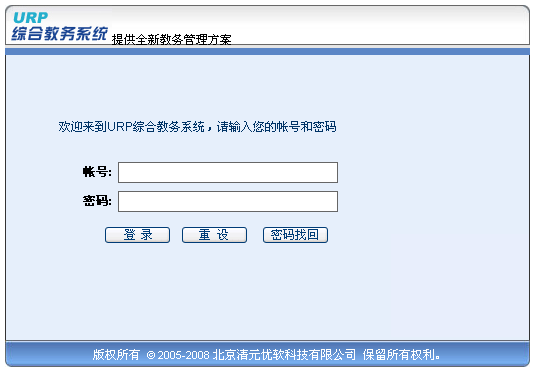 URP
综合教务系统 提供全新教务管理方案
欢迎来到URP综合教务系统，请输入您的帐号和密码
帐号:
密码:
登 录 重 设 密码找回
版权所有 © 2005-2008 北京清元优软科技有限公司 保留所有权利。